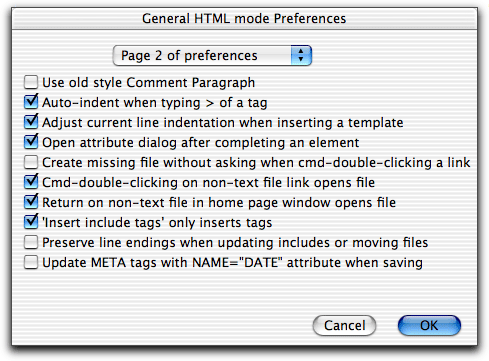 General HTML mode Preferences
Page 2 of preferences
Use old style Comment Paragraph
Auto-indent when typing > of a tag
Adjust current line indentation when inserting a template
Open attribute dialog after completing an element
Create missing file without asking when cmd-double-clicking a link
Cmd-double-clicking on non-text file link opens file
Return on non-text file in home page window opens file
'Insert include tags' only inserts tags
Preserve line endings when updating includes or moving files
Update META tags with NAME="DATE" attribute when saving
Cancel OK